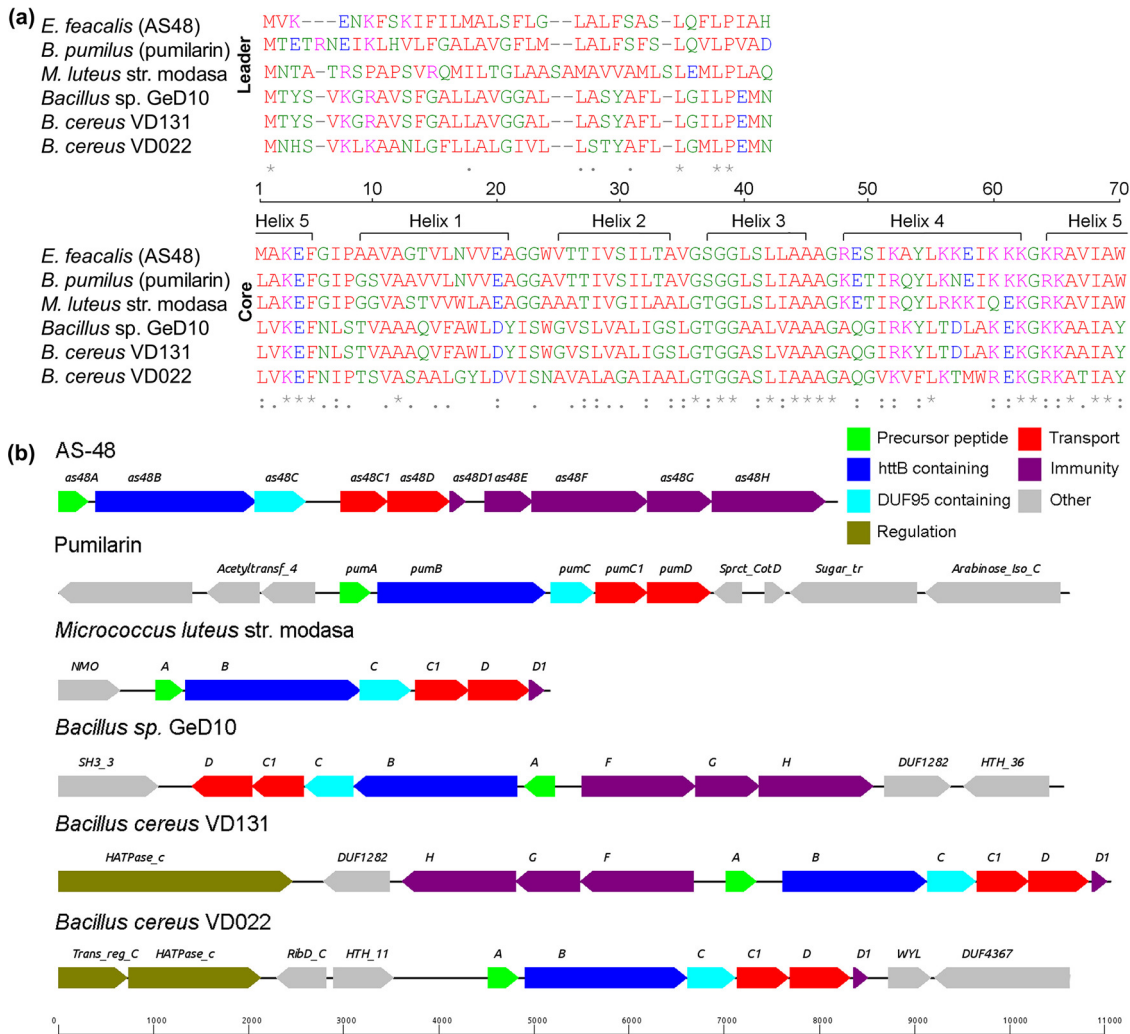 (a)
Leader
E. feacalis (AS48) MVK---ENKFSKIFILMALSFLG--LALFSAS-LQFLPIAH
B. pumilus (pumilarin) MTETRNEIKLHVLFGALAVGFLM--LALFSFS-LQVLPVAD
M. luteus str. modasa MNTA-TRSPAPSVRQMILTGLAASAMAVVAMLSLEMLPLAQ
Bacillus sp. GeD10 MTYS-VKGRAVSFGALLAVGGAL--LASYAFL-LGILPEMN
B. cereus VD131 MTYS-VKGRAVSFGALLAVGGAL--LASYAFL-LGILPEMN
B. cereus VD022 MNHS-VKLKAANLGFLLALGIVL--LSTYAFL-LGMLPEMN
* . .. . * **
1 10 20 30 40 50 60 70
Helix 5 Helix 1 Helix 2 Helix 3 Helix 4 Helix 5
Core
E. feacalis (AS48) MAKEFGIPAAVAGTVLNVVEAGGWVTTIVSILTAVGSGGLSLLAAAGRESIKAYLKKEIKKKGKRAVIAW
B. pumilus (pumilarin) LAKEFGIPGSVAAVVLNVVEAGGAVTTIVSILTAVGSGGLSLIAAAGKETIRQYLKNEIKKKGRKAVIAW
M. luteus str. modasa LAKEFGIPGGVASTVVWLAEAGGAAATIVGILAALGTGGLSLLAAAGKETIRQYLRKKIQEKGRKAVIAW
Bacillus sp. GeD10 LVKEFNLSTVAAAQVFAWLDYISWGVSLVALIGSLGTGGAALVAAAGAQGIRKYLTDLAKEKGKKAAIAY
B. cereus VD131 LVKEFNLSTVAAAQVFAWLDYISWGVSLVALIGSLGTGGASLVAAAGAQGIRKYLTDLAKEKGKKAAIAY
B. cereus VD022 LVKEFNIPTSVASAALGYLDVISNAVALAGAIAALGTGGASLIAAAGAQGVKVFLKTMWREKGRKATIAY
(b)
AS-48
as48A as48B as48C as48C1 as48D as48D1 as48E as48F as48G as48H
Precursor peptide
httB containing
DUF95 containing
Regulation
Transport
Immunity
Other
Pumilarin
Acetyltransf_4 pumA pumB pumC pumC1 pumD Sprct_CotD Sugar_tr Arabinose_Iso_C
Micrococcus luteus str. modasa
NMO A B C C1 D D1
Bacillus sp. GeD10
SH3_3 D C1 C B A F G H DUF1282 HTH_36
Bacillus cereus VD131
HATPase_c DUF1282 H G F A B C C1 D D1
Bacillus cereus VD022
Trans_reg_C HATPase_c RibD_C HTH_11 A B C C1 D D1 WYL DUF4367
0 1000 2000 3000 4000 5000 6000 7000 8000 9000 10000 11000